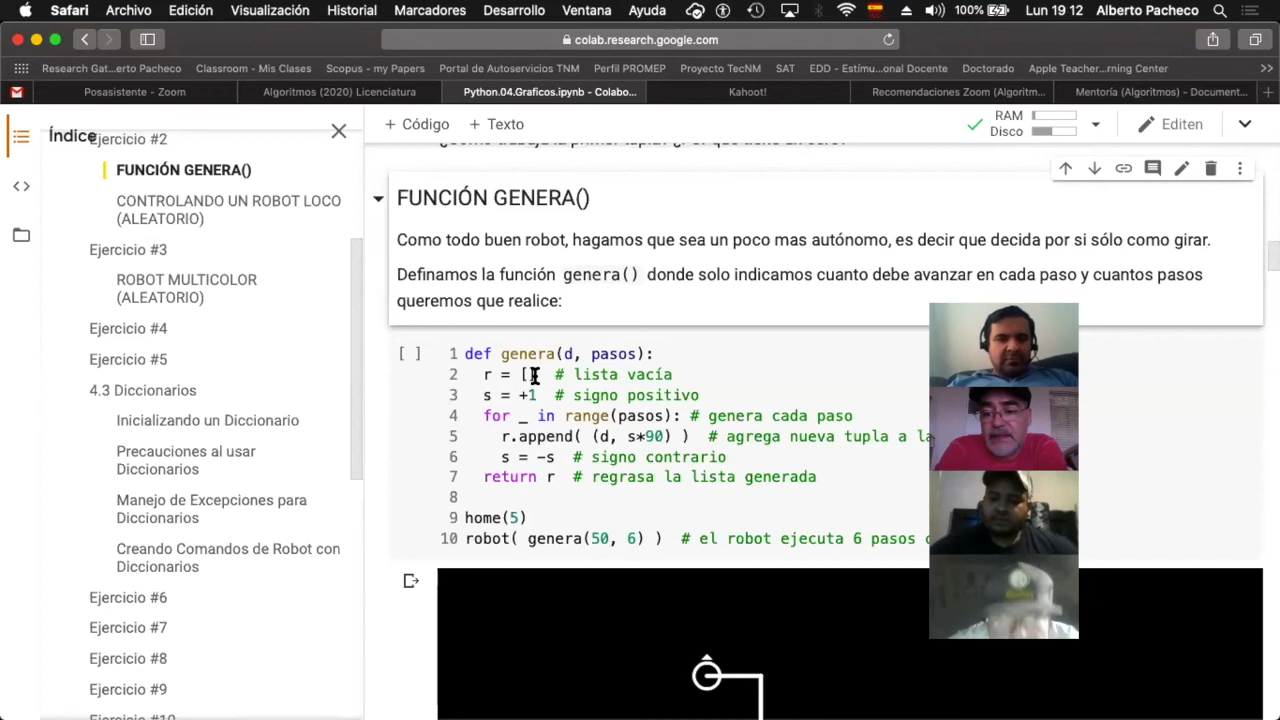 Safari Archivo Edición Visualización Historial Marcadores Desarrollo Ventana Ayuda 100% Lun 19 12 Alberto Pacheco
colab.research.google.com
Research Gat...erto Pacheco Classroom - Mis Clases Scopus - my Papers Portal de Autoservicios TNM Perfil PROMEP Proyecto TecNM SAT EDD - Estímu...onal Docente Doctorado Apple Teacher...rning Center
Posasistente - Zoom Algoritmos (2020) Licenciatura Python.04.Graficos.ipynb - Colabo... Kahoot! Recomendaciones Zoom (Algoritm... Mentoría (Algoritmos) - Document...
Índice
Ejercicio #2
FUNCIÓN GENERA()
CONTROLANDO UN ROBOT LOCO
(ALEATORIO)
Ejercicio #3
ROBOT MULTICOLOR
(ALEATORIO)
Ejercicio #4
Ejercicio #5
4.3 Diccionarios
Inicializando un Diccionario
Precauciones al usar
Diccionarios
Manejo de Excepciones para
Diccionarios
Creando Comandos de Robot con
Diccionarios
Ejercicio #6
Ejercicio #7
Ejercicio #8
Ejercicio #9
Ejercicio #10
+ Código + Texto
RAM
Disco
Editen
FUNCIÓN GENERA()
Como todo buen robot, hagamos que sea un poco mas autónomo, es decir que decida por si sólo como girar.
Definamos la función genera() donde solo indicamos cuanto debe avanzar en cada paso y cuantos pasos
queremos que realice:
[ ] 1 def genera(d, pasos):
2 r = [] # lista vacía
3 s = +1 # signo positivo
4 for _ in range(pasos): # genera cada paso
5 r.append( (d, s*90) ) # agrega nueva tupla a la
6 s = -s # signo contrario
7 return r # regrasa la lista generada
8
9 home(5)
10 robot( genera(50, 6) ) # el robot ejecuta 6 pasos